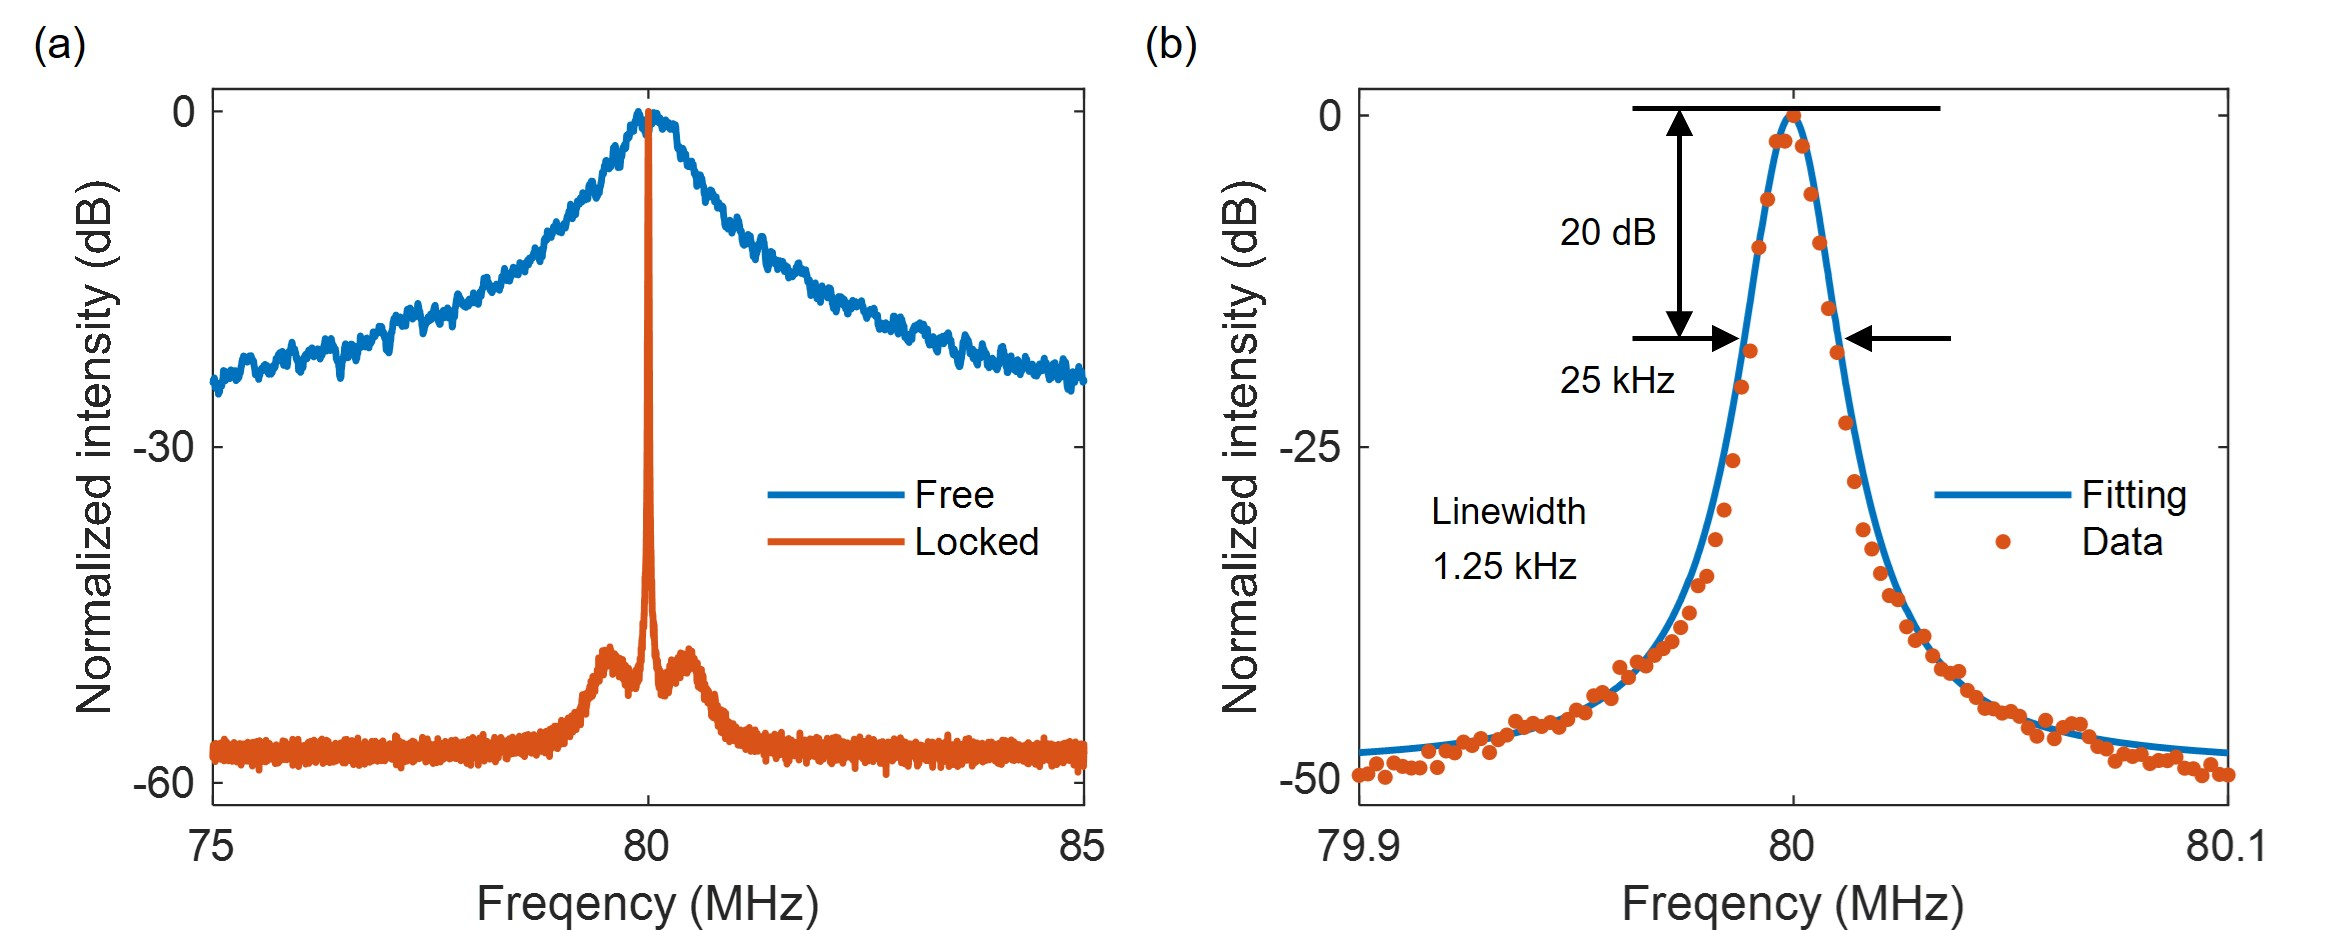 (a)
Normalized intensity (dB)
0
-30
-60
Free
Locked
75
80
85
Freqency (MHz)
(b)
Normalized intensity (dB)
0
-25
-50
20 dB
25 kHz
Linewidth
1.25 kHz
Fitting
Data
79.9
80
80.1
Freqency (MHz)